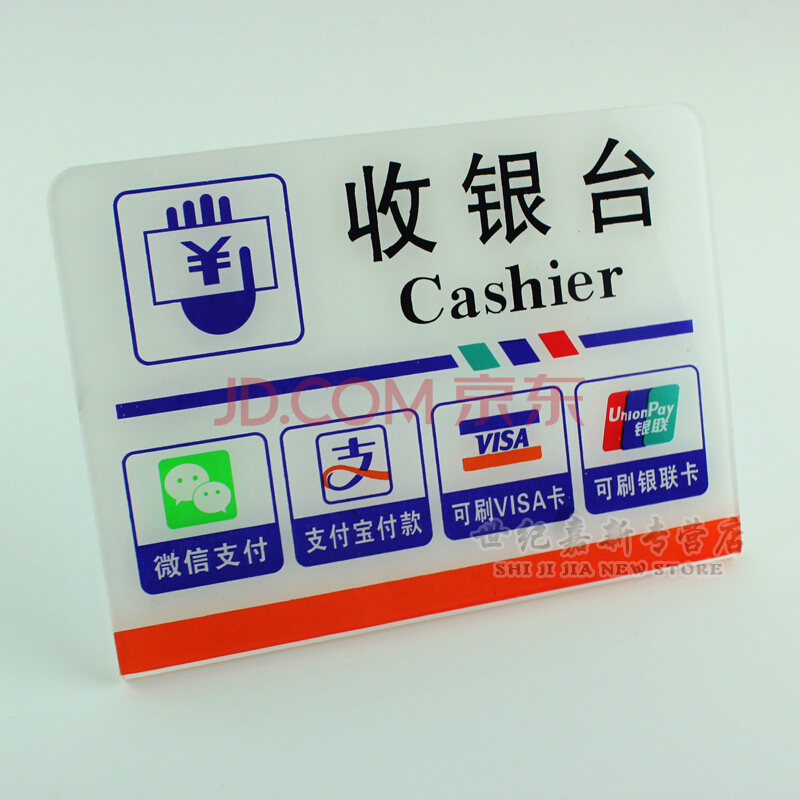 收银台
Cashier
¥
JD.COM 京东
微信支付
支
支付宝付款
VISA
可刷VISA卡
UnionPay
银联
可刷银联卡
世纪嘉新专营店
SHI JI JIA NEW STORE